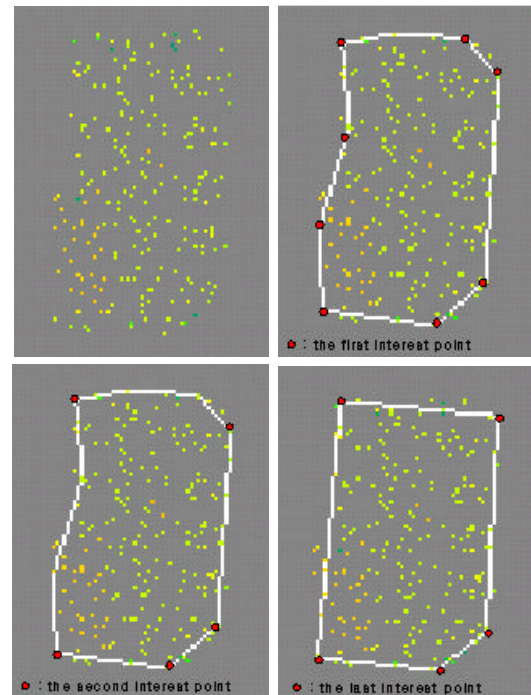 : the first interest point
: the second interest point
: the last interest point